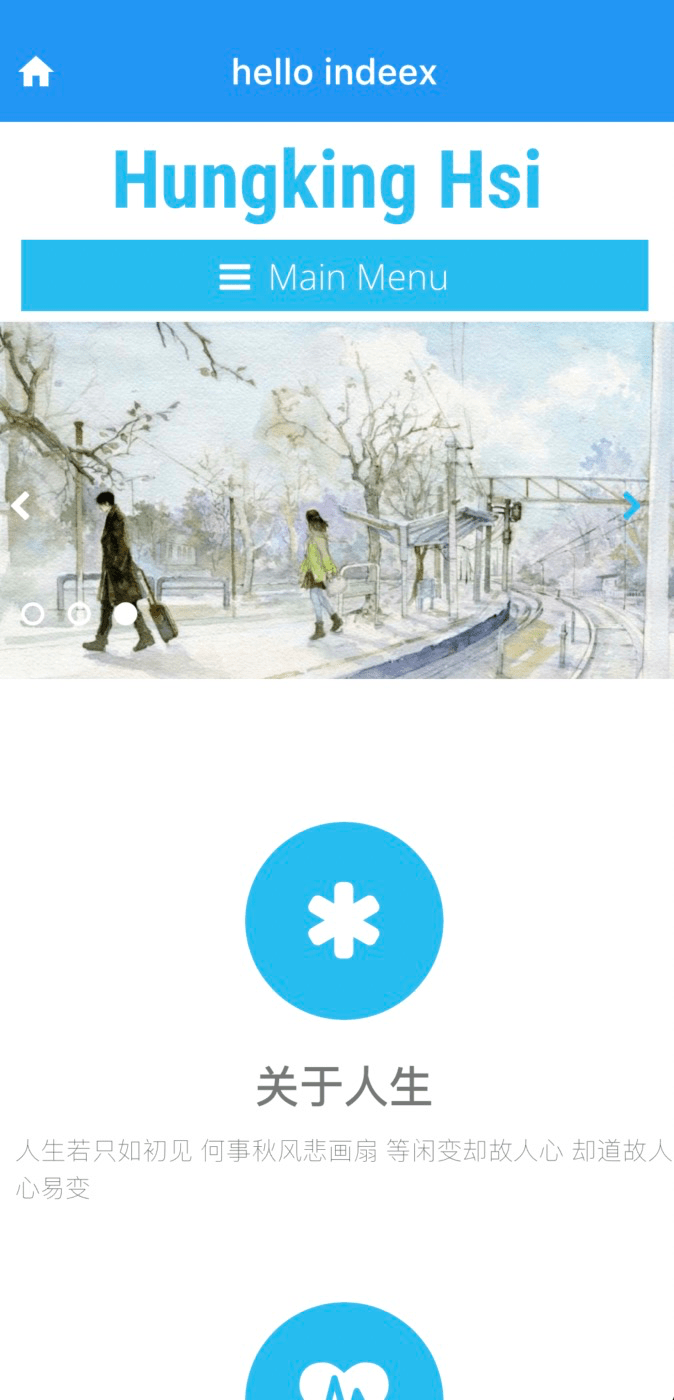 hello indeex
Hungking Hsi
Main Menu
关于人生
人生若只如初见 何事秋风悲画扇 等闲变却故人心 却道故人
心易变